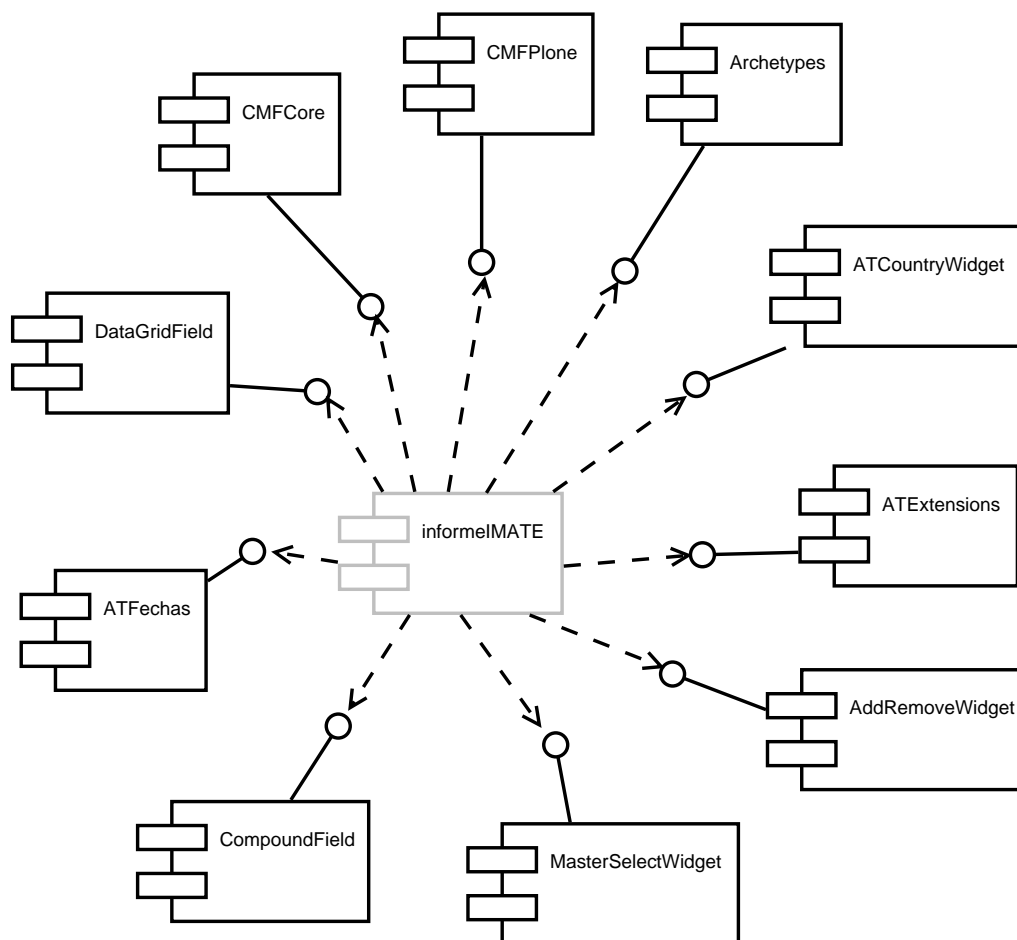 CMFPlone
Archetypes
CMFCore
ATCountryWidget
DataGridField
ATExtensions
informeIMATE
ATFechas
AddRemoveWidget
CompoundField
MasterSelectWidget